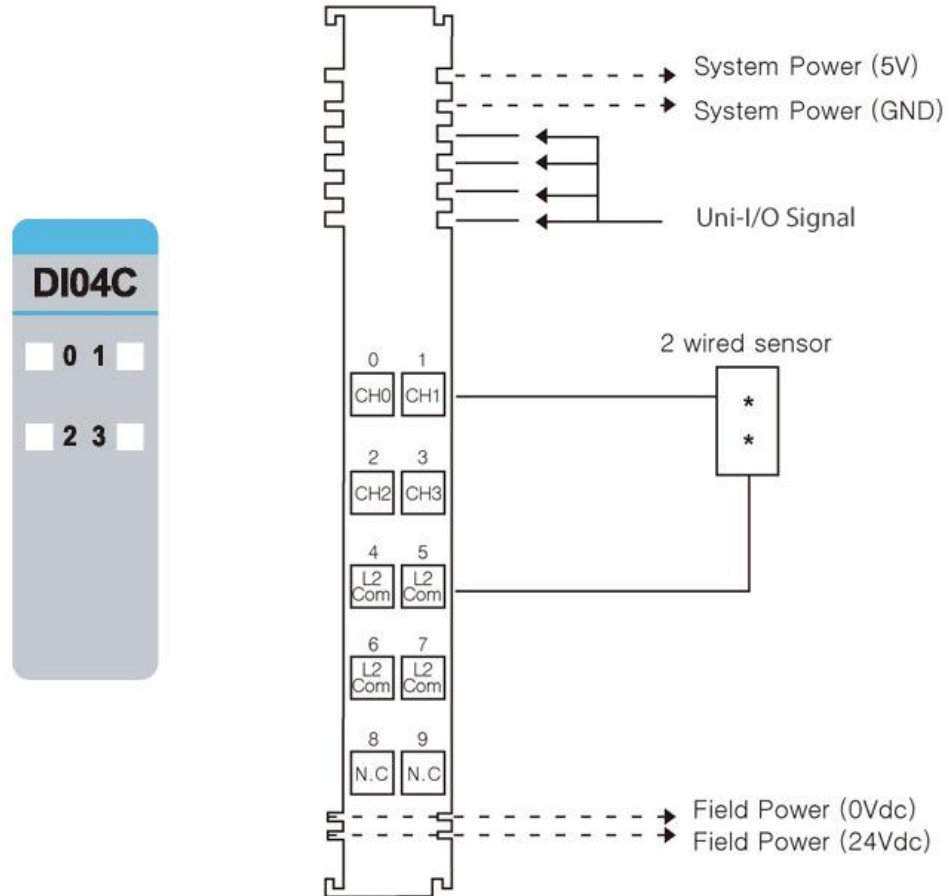 System Power (5V)
System Power (GND)
Uni-I/O Signal
DI04C
0 1
2 3
2 wired sensor
*
*
0 1
CH0 CH1
2 3
CH2 CH3
4 5
L2 Com L2 Com
6 7
L2 Com L2 Com
8 9
N.C N.C
Field Power (0Vdc)
Field Power (24Vdc)